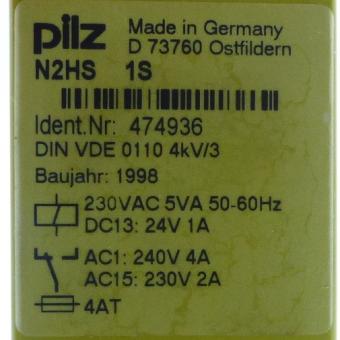 pilz Made in Germany
D 73760 Ostfildern
N2HS 1S
Ident.Nr: 474936
DIN VDE 0110 4kV/3
Baujahr: 1998
230VAC 5VA 50-60Hz
DC13: 24V 1A
AC1: 240V 4A
AC15: 230V 2A
4AT